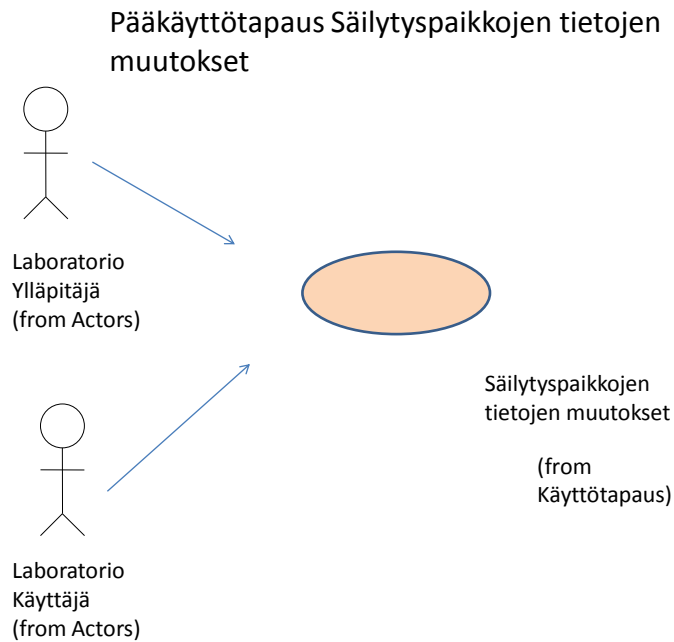 Pääkäyttötapaus Säilytyspaikkojen tietojen
muutokset
Laboratorio
Ylläpitäjä
(from Actors)
Säilytyspaikkojen
tietojen muutokset
(from
Käyttötapaus)
Laboratorio
Käyttäjä
(from Actors)